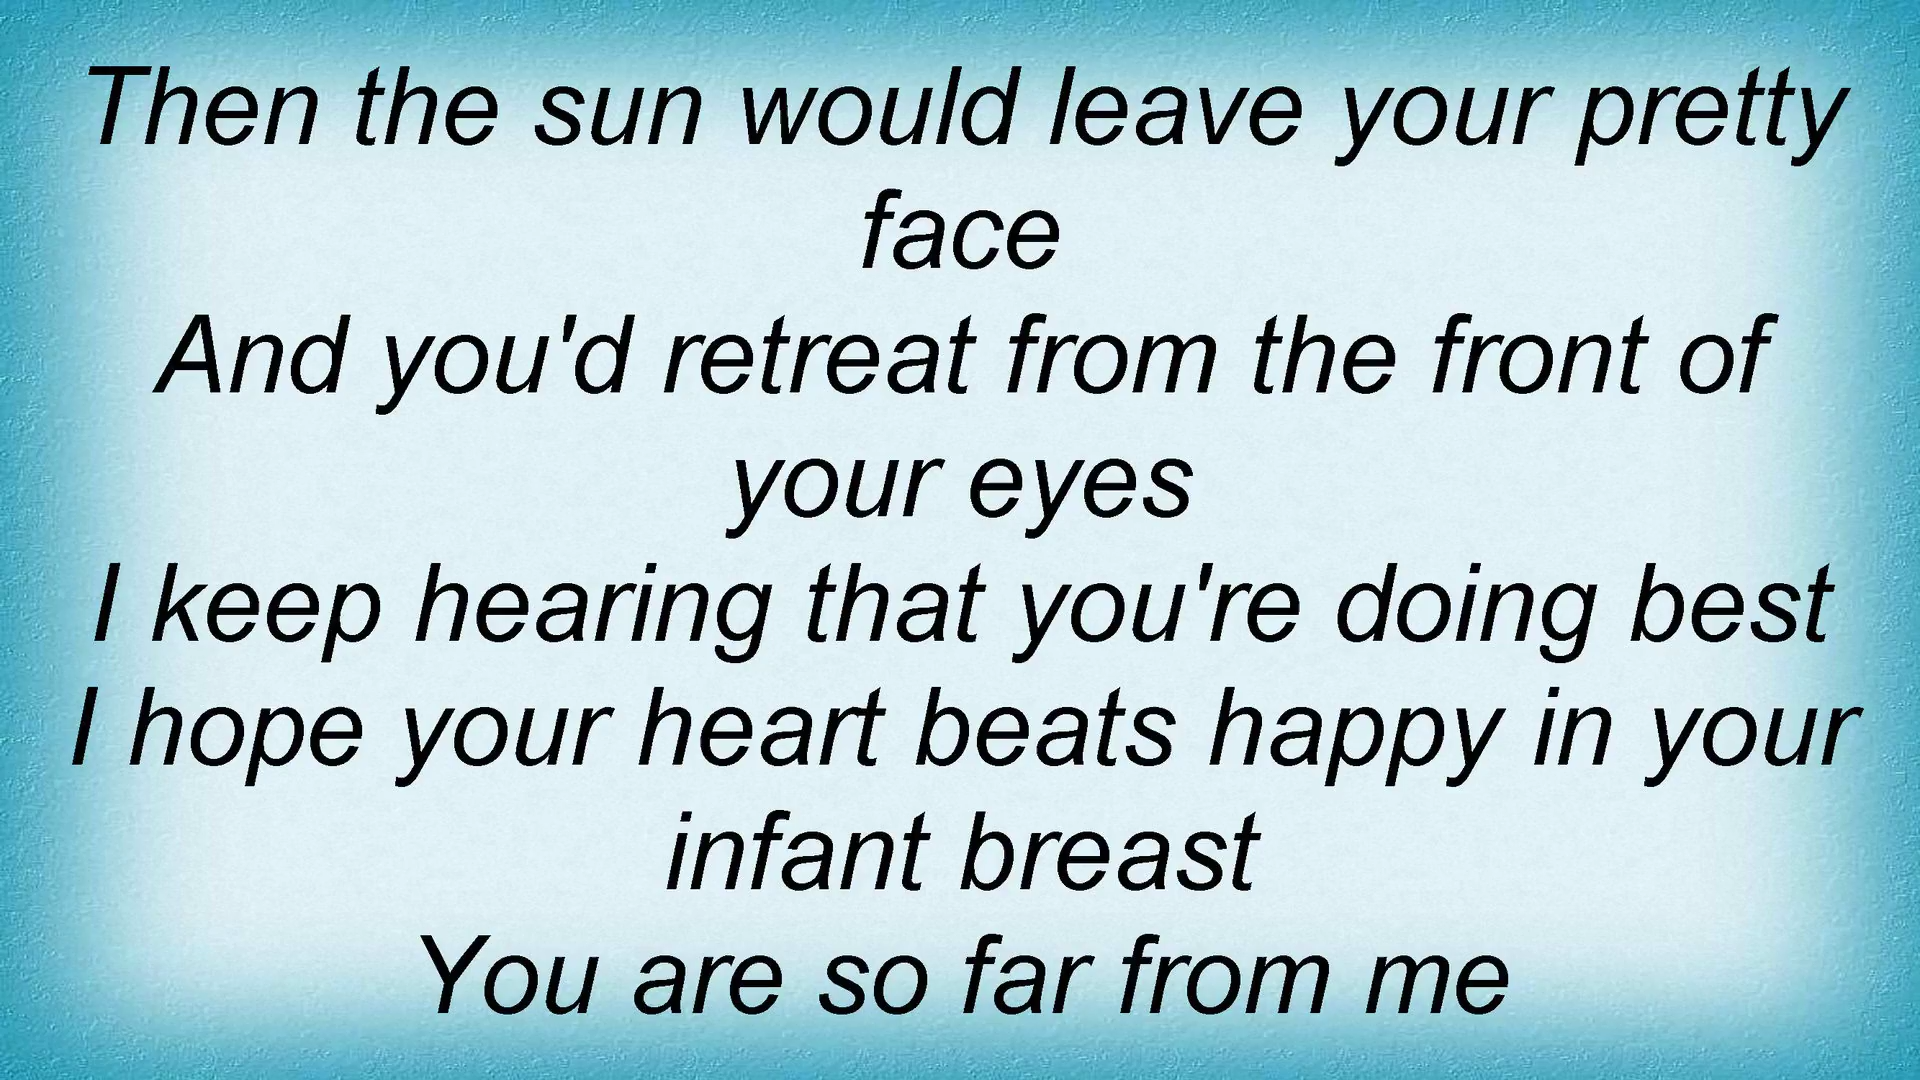 Then the sun would leave your pretty
face
And you'd retreat from the front of
your eyes
I keep hearing that you're doing best
I hope your heart beats happy in your
infant breast
You are so far from me